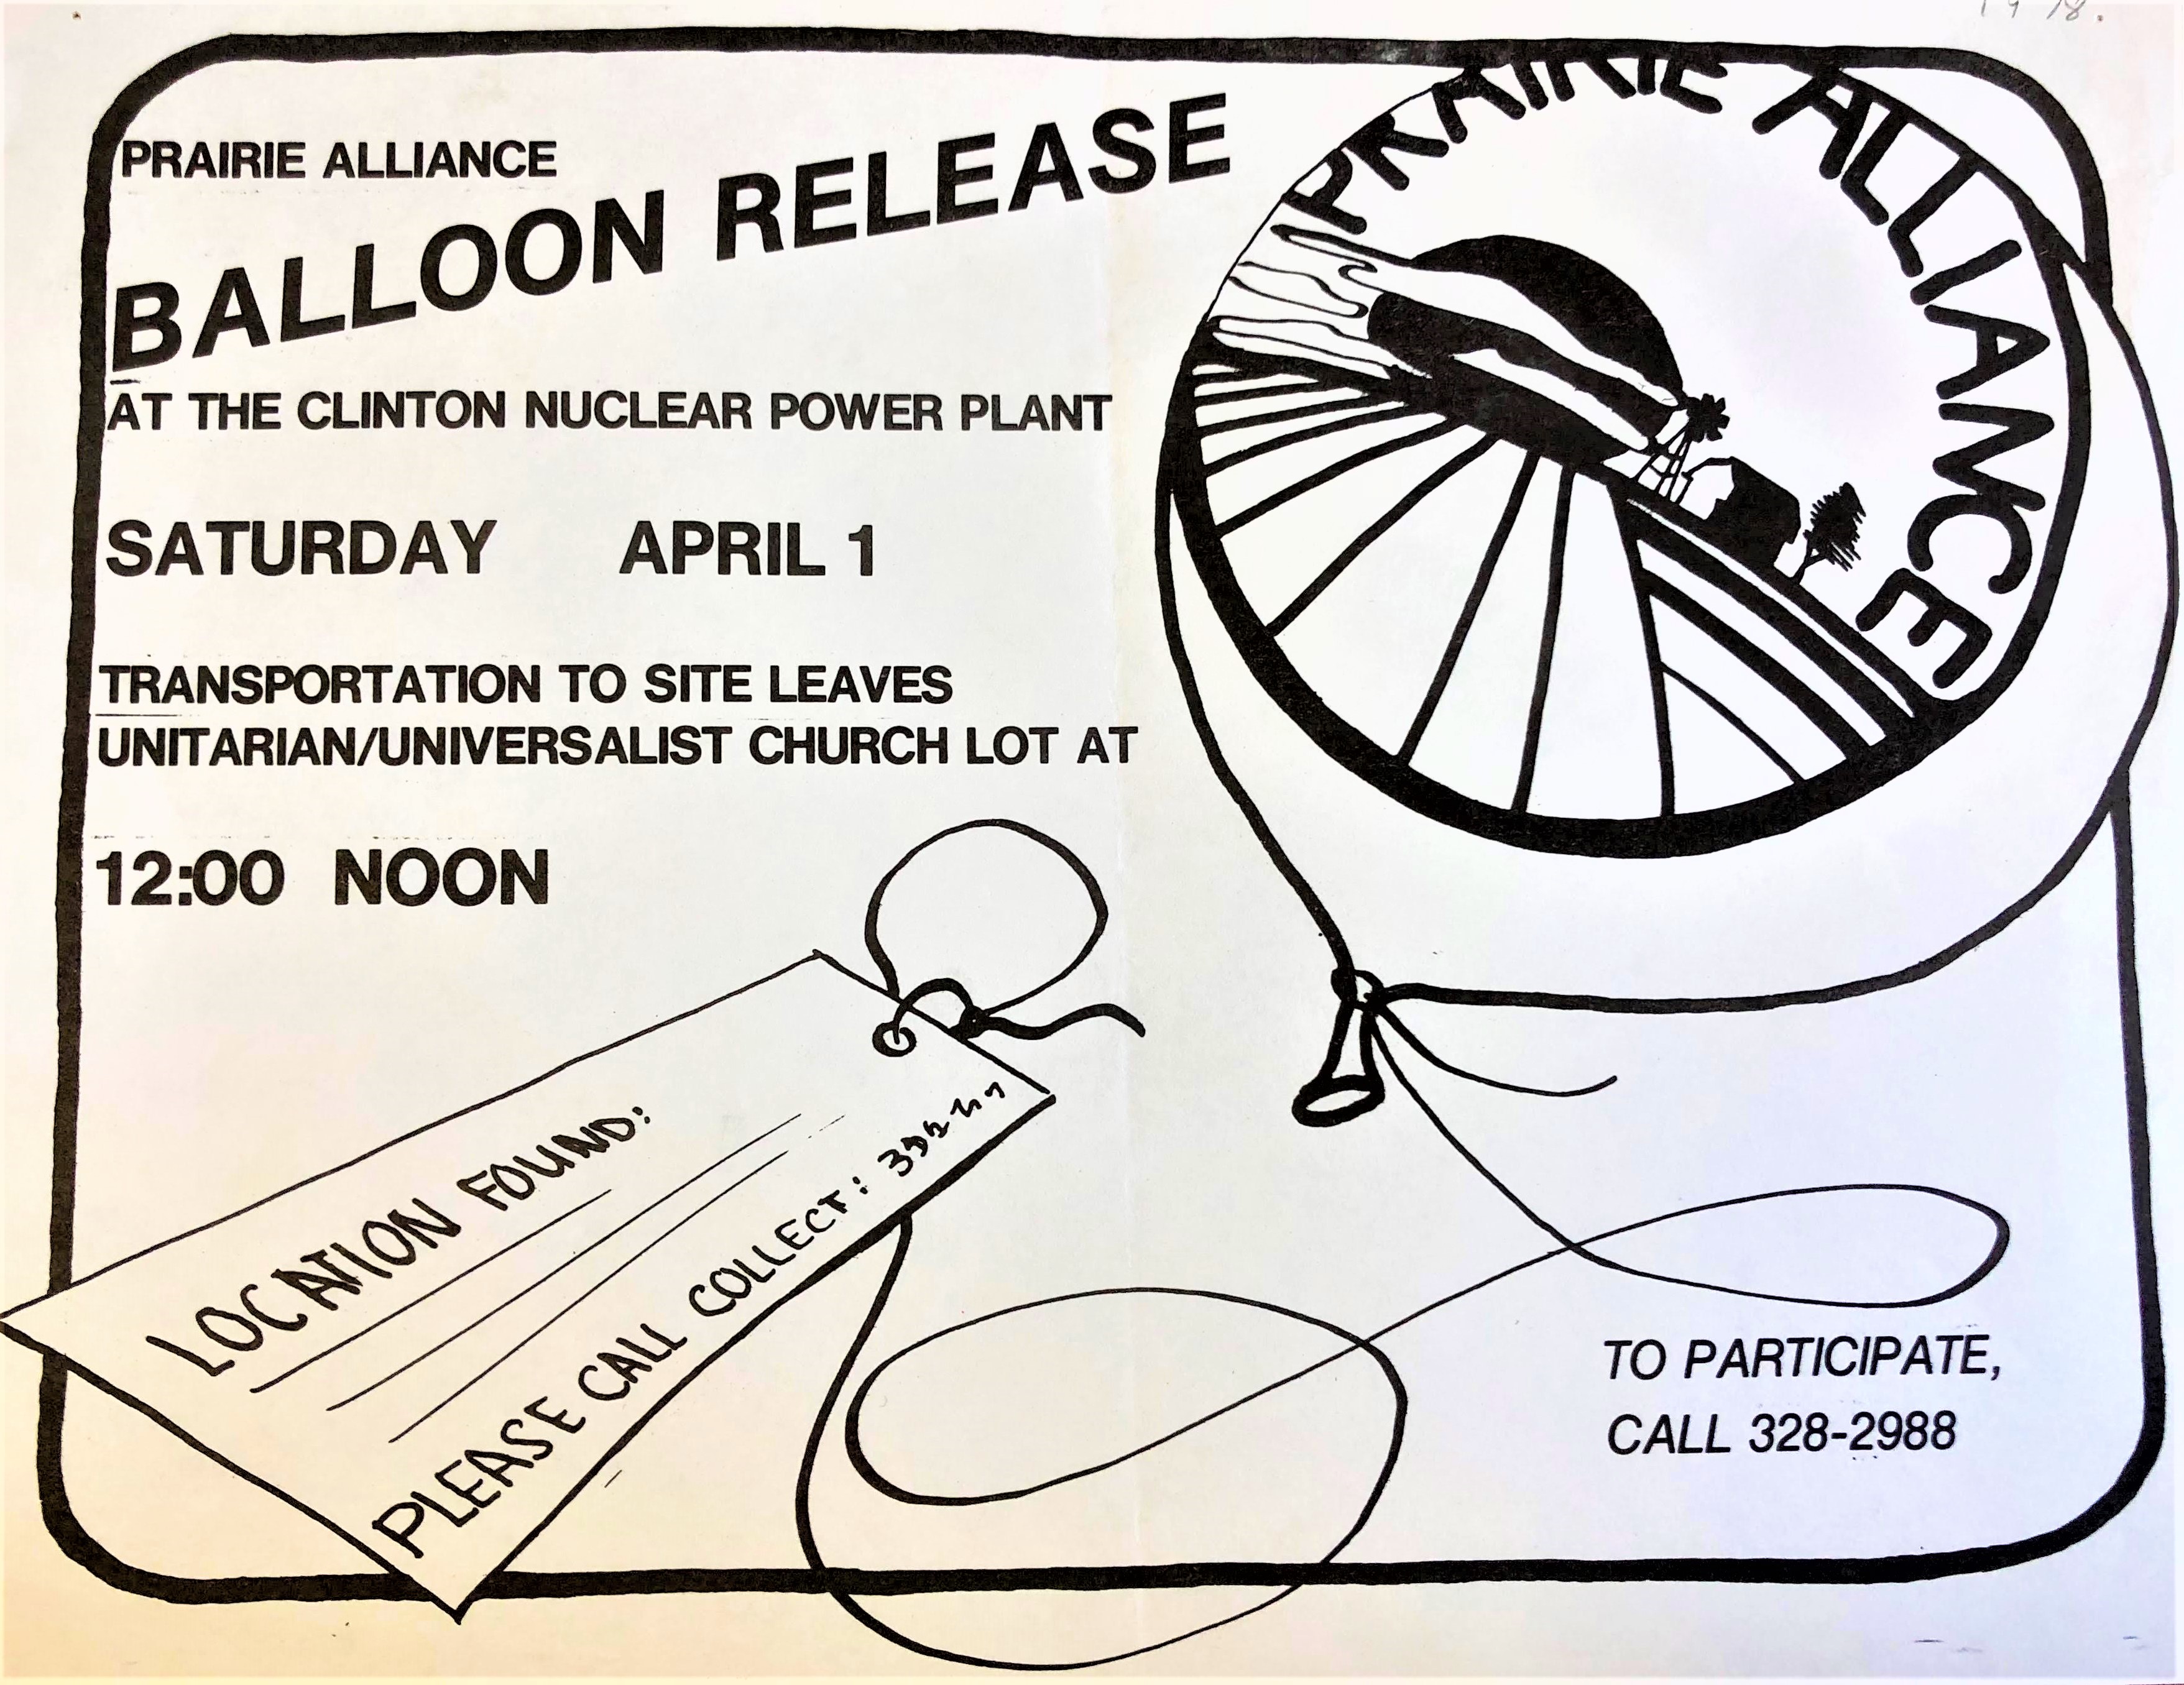 PRAIRIE ALLIANCE
BALLOON RELEASE
AT THE CLINTON NUCLEAR POWER PLANT
SATURDAY APRIL 1
TRANSPORTATION TO SITE LEAVES
UNITARIAN/UNIVERSALIST CHURCH LOT AT
12:00 NOON
PRAIRIE ALLIANCE
LOCATION FOUND:
PLEASE CALL COLLECT:
TO PARTICIPATE,
CALL 328-2988